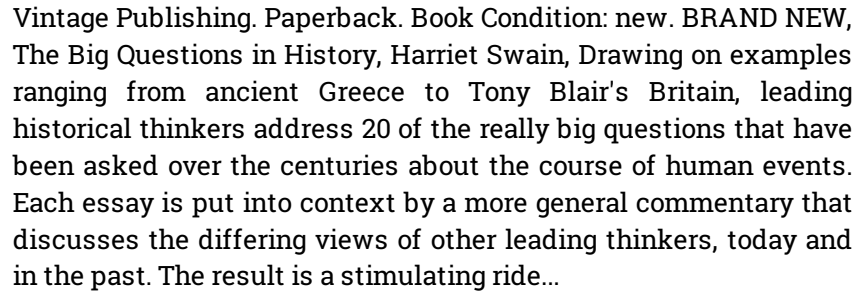 Vintage Publishing. Paperback. Book Condition: new. BRAND NEW,
The Big Questions in History, Harriet Swain, Drawing on examples
ranging from ancient Greece to Tony Blair's Britain, leading
historical thinkers address 20 of the really big questions that have
been asked over the centuries about the course of human events.
Each essay is put into context by a more general commentary that
discusses the differing views of other leading thinkers, today and
in the past. The result is a stimulating ride...